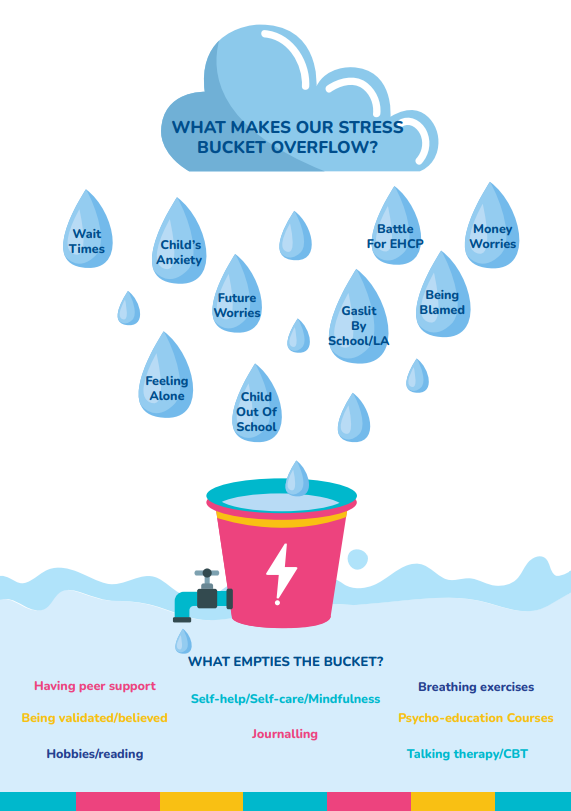 WHAT MAKES OUR STRESS
BUCKET OVERFLOW?
Wait
Times
Child's
Anxiety
Battle
For EHCP
Money
Worries
Future
Worries
Gaslit
By
School/LA
Being
Blamed
Feeling
Alone
Child
Out Of
School
WHAT EMPTIES THE BUCKET?
Having peer support
Self-help/Self-care/Mindfulness
Breathing exercises
Being validated/believed
Journalling
Psycho-education Courses
Hobbies/reading
Talking therapy/CBT